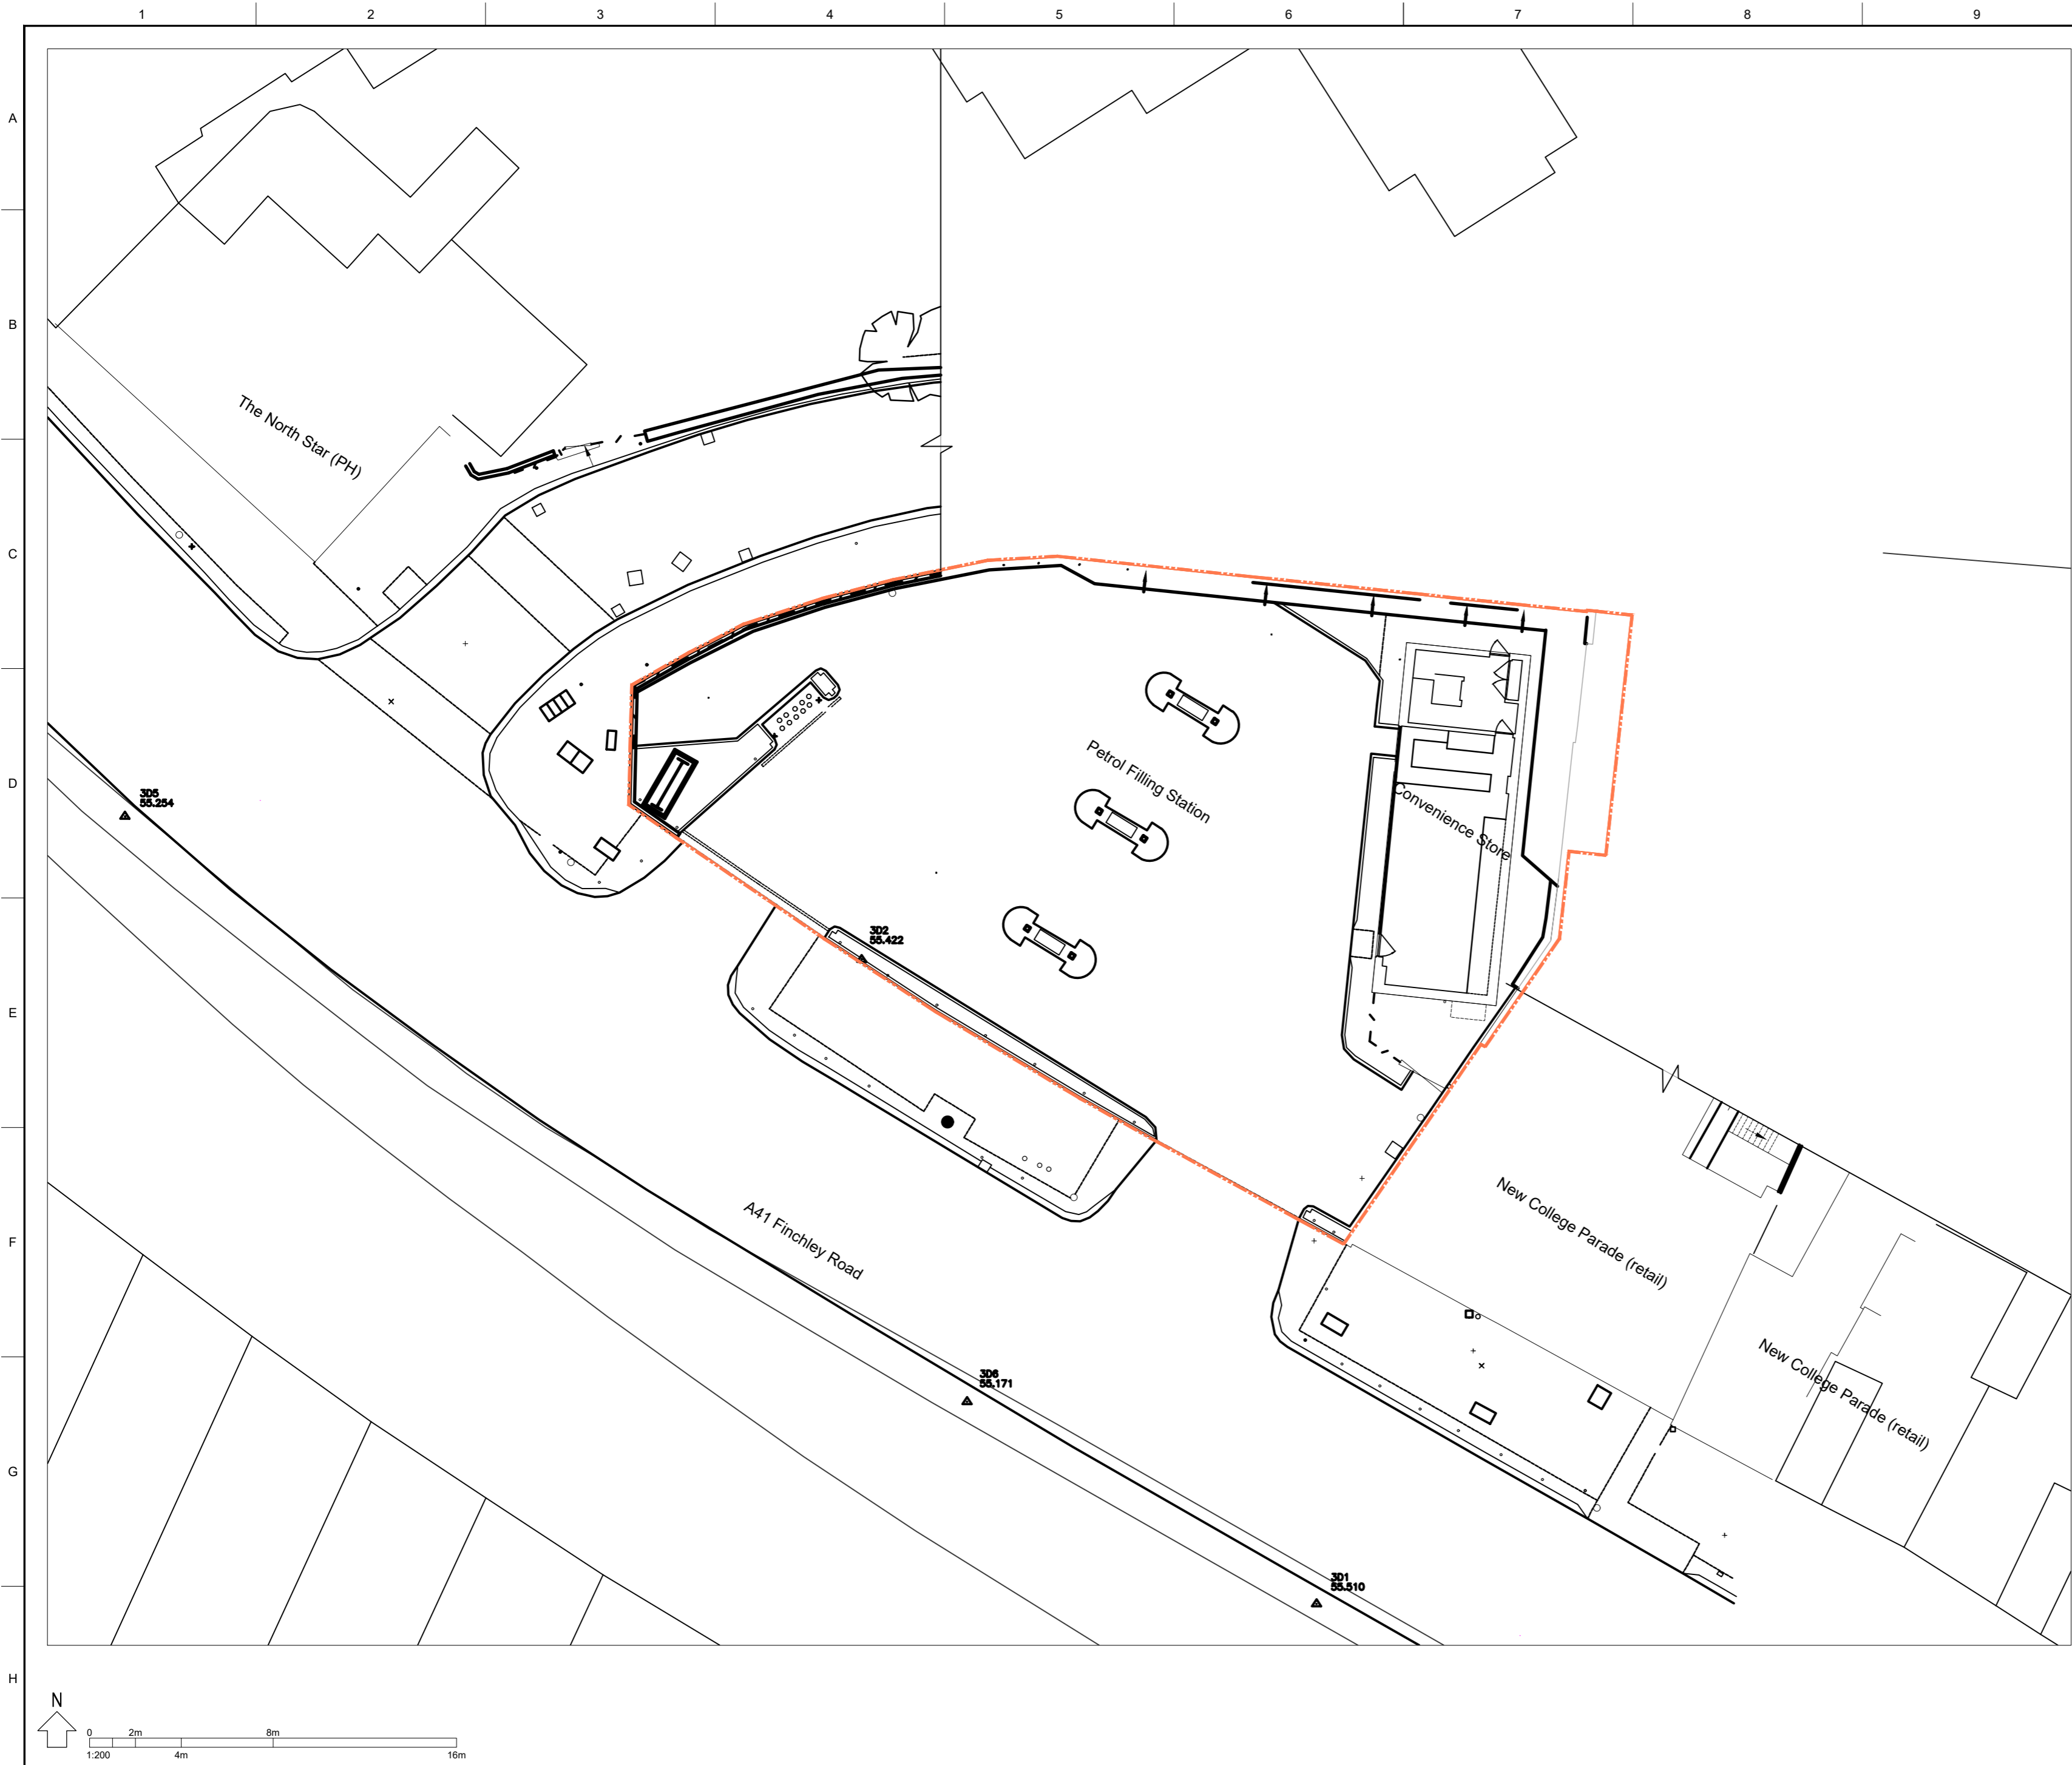 1 2 3 4 5 6 7 8 9
A
B
C
D
E
F
G
H
The North Star (PH)
Petrol Filling Station
Convenience Store
3D5
55.254
3D2
55.422
A41 Finchley Road
New College Parade (retail)
New College Parade (retail)
3D6
55.171
3D1
55.510
N
0 2m 8m
1:200 4m 16m